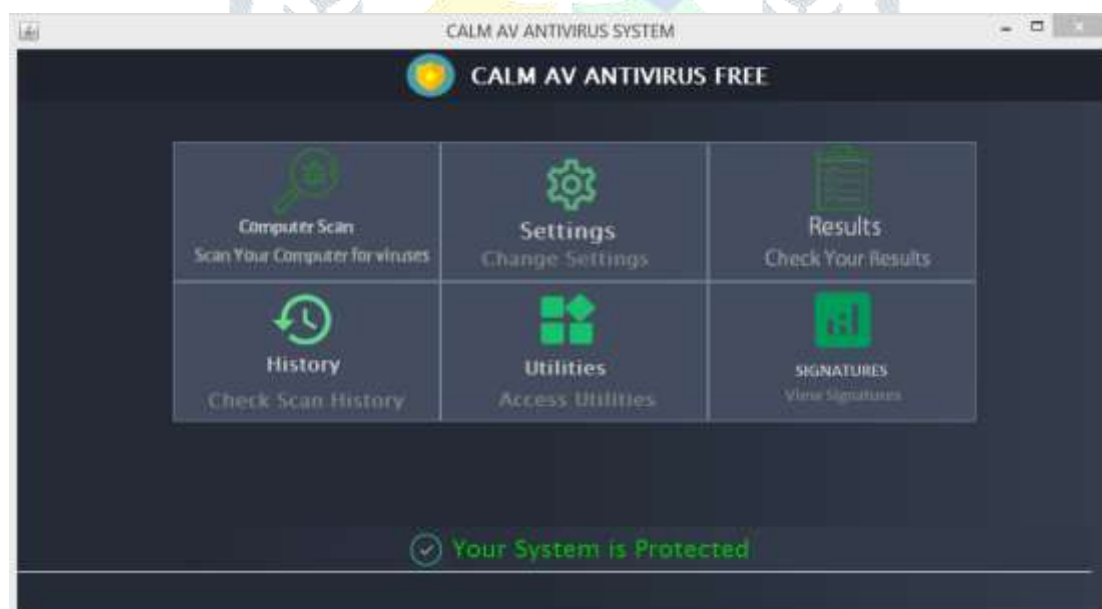 CALM AV ANTIVIRUS SYSTEM
CALM AV ANTIVIRUS FREE
Computer Scan
Scan Your Computer for viruses
Settings
Change Settings
Results
Check Your Results
History
Check Scan History
Utilities
Access Utilities
SIGNATURES
View Signatures
Your System is Protected